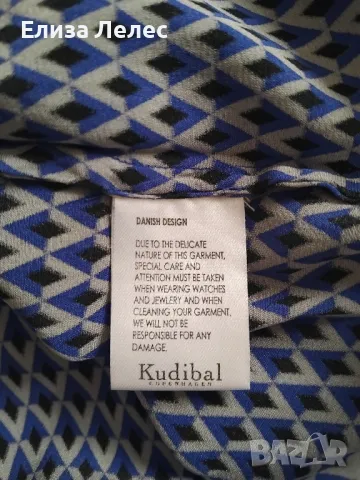 Елиза Лелес
DANISH DESIGN
DUE TO THE DELICATE
NATURE OF THIS GARMENT,
SPECIAL CARE AND
ATTENTION MUST BE TAKEN
WHEN WEARING WATCHES
AND JEWLERY AND WHEN
CLEANING YOUR GARMENT.
WE WILL NOT BE
RESPONSIBLE FOR ANY
DAMAGE.
Kudibal
COPENHAGEN
BAZAR